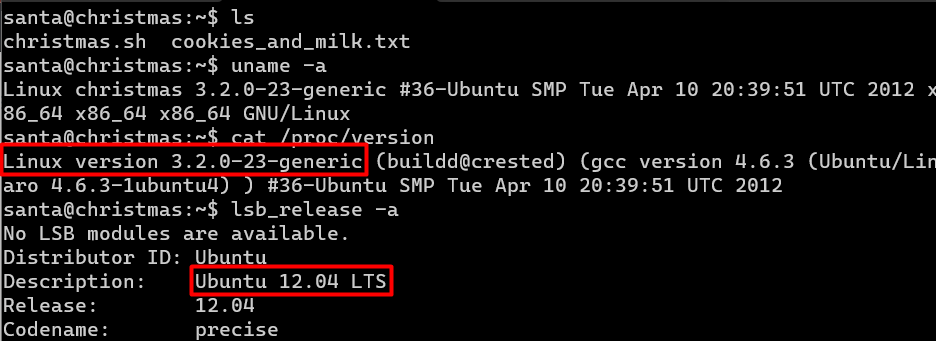 santa@christmas:~$ ls
christmas.sh  cookies_and_milk.txt
santa@christmas:~$ uname -a
Linux christmas 3.2.0-23-generic #36-Ubuntu SMP Tue Apr 10 20:39:51 UTC 2012 x
86_64 x86_64 x86_64 GNU/Linux
santa@christmas:~$ cat /proc/version
Linux version 3.2.0-23-generic (buildd@crested) (gcc version 4.6.3 (Ubuntu/Lin
aro 4.6.3-1ubuntu4) ) #36-Ubuntu SMP Tue Apr 10 20:39:51 UTC 2012
santa@christmas:~$ lsb_release -a
No LSB modules are available.
Distributor ID: Ubuntu
Description:    Ubuntu 12.04 LTS
Release:        12.04
Codename:       precise